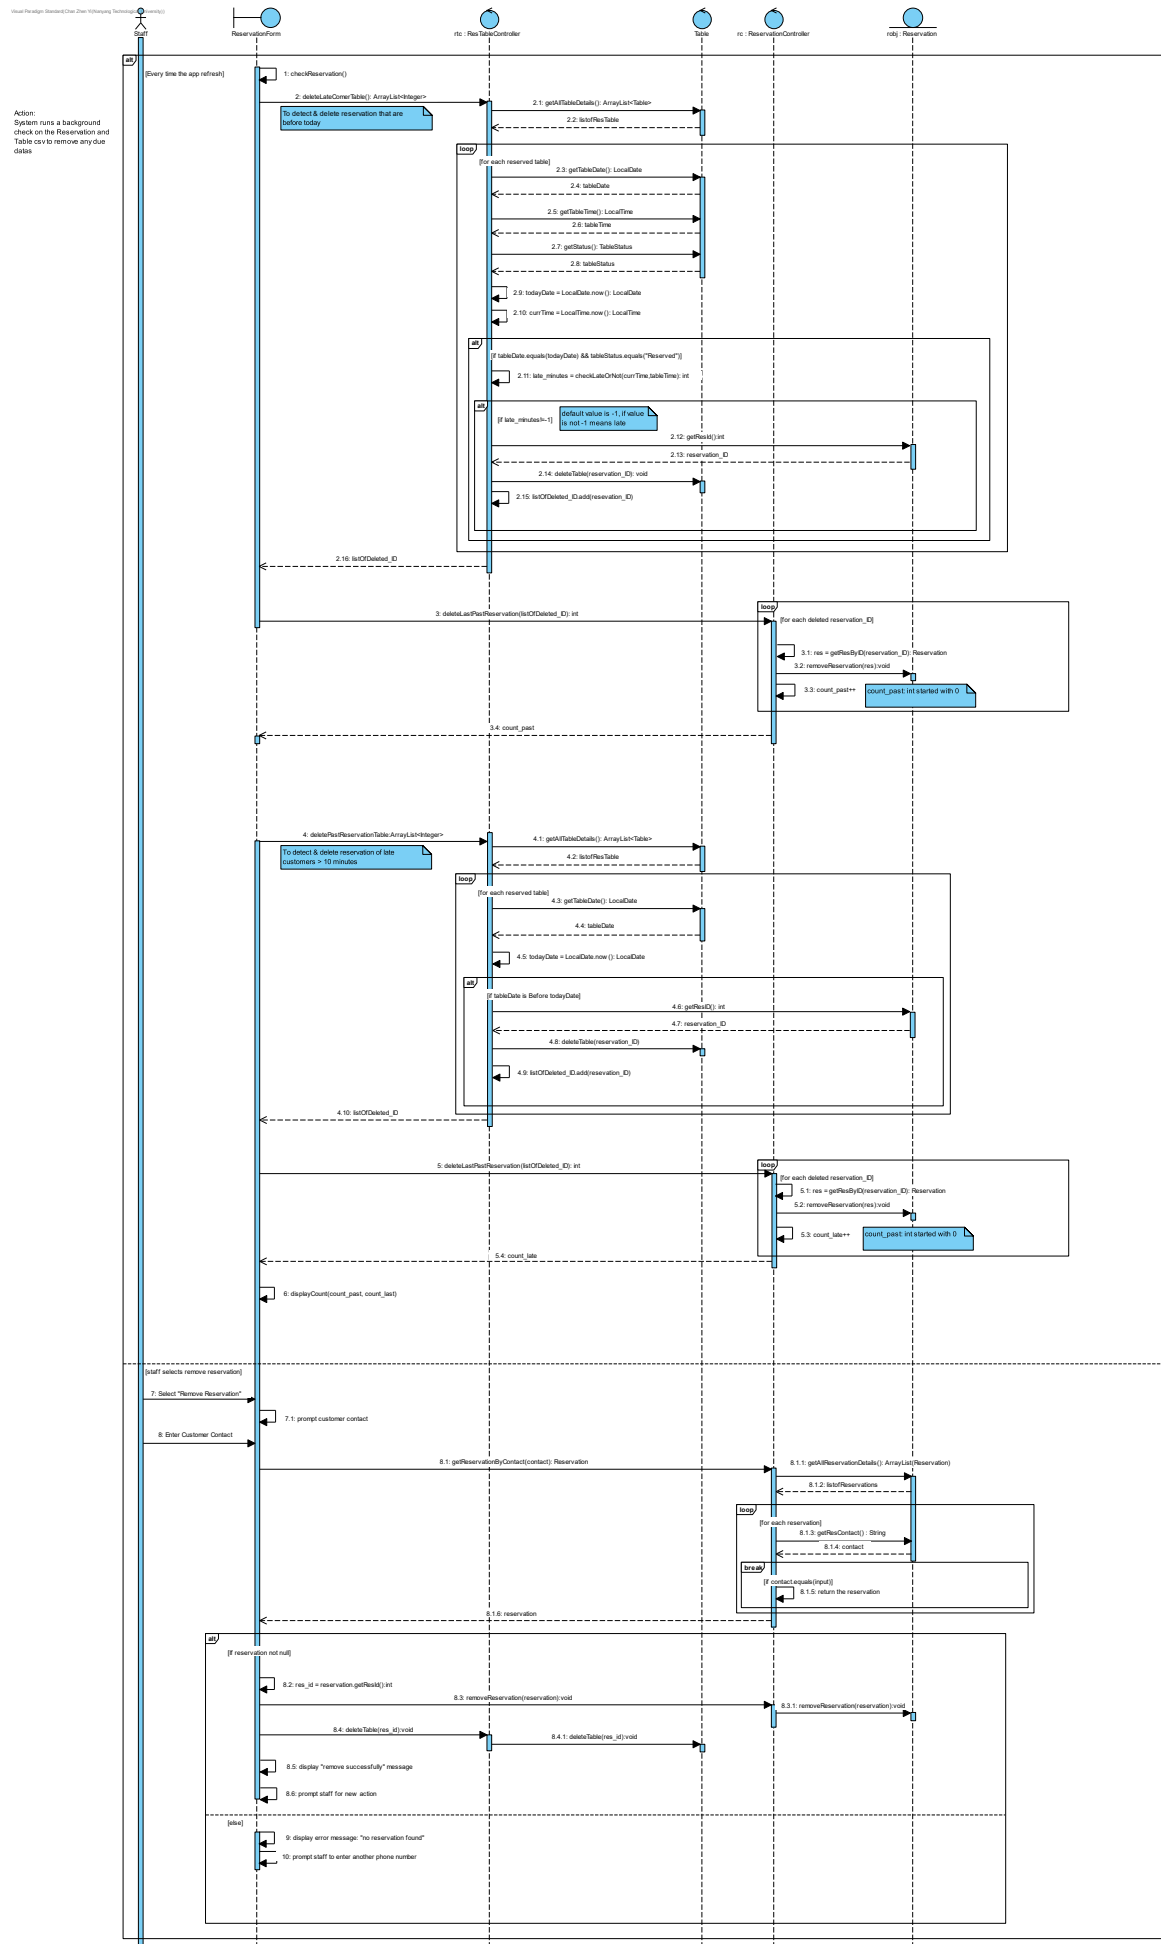 Visual Paradigm Standard(Chan Zhen Yi(Nanyang Technological University))
Staff
ReservationForm
rtc : ResTableController
Table
rc : ReservationController
robj : Reservation
alt
[Every time the app refresh]
1: checkReservation()
2: deleteLateComerTable(): ArrayList<Integer>
2.1: getAllTableDetails(): ArrayList<Table>
Action:
System runs a background
check on the Reservation and
Table csv to remove any due
datas
To detect & delete reservation that are
before today
2.2: listofResTable
loop
[for each reserved table]
2.3: getTableDate(): LocalDate
2.4: tableDate
2.5: getTableTime(): LocalTime
2.6: tableTime
2.7: getStatus(): TableStatus
2.8: tableStatus
2.9: todayDate = LocalDate.now(): LocalDate
2.10: currTime = LocalTime.now(): LocalTime
alt
[if tableDate.equals(todayDate) && tableStatus.equals("Reserved")]
2.11: late_minutes = checkLateOrNot(currTime,tableTime): int
alt
[if late_minutes!=-1]
default value is -1, if value
is not -1 means late
2.12: getResId():int
2.13: reservation_ID
2.14: deleteTable(reservation_ID): void
2.15: listOfDeleted_ID.add(resevation_ID)
2.16: listOfDeleted_ID
3: deleteLastPastReservation(listOfDeleted_ID): int
loop
[for each deleted reservation_ID]
3.1: res = getResByID(reservation_ID): Reservation
3.2: removeReservation(res):void
3.3: count_past++
count_past: int started with 0
3.4: count_past
4: deletePastReservationTable:ArrayList<Integer>
4.1: getAllTableDetails(): ArrayList<Table>
To detect & delete reservation of late
customers > 10 minutes
4.2: listofResTable
loop
[for each reserved table]
4.3: getTableDate(): LocalDate
4.4: tableDate
4.5: todayDate = LocalDate.now(): LocalDate
alt
[if tableDate is Before todayDate]
4.6: getResID(): int
4.7: reservation_ID
4.8: deleteTable(reservation_ID)
4.9: listOfDeleted_ID.add(resevation_ID)
4.10: listOfDeleted_ID
5: deleteLastPastReservation(listOfDeleted_ID): int
loop
[for each deleted reservation_ID]
5.1: res = getResByID(reservation_ID): Reservation
5.2: removeReservation(res):void
5.3: count_late++
count_past: int started with 0
5.4: count_late
6: displayCount(count_past, count_last)
[staff selects remove reservation]
7: Select "Remove Reservation"
7.1: prompt customer contact
8: Enter Customer Contact
8.1: getReservationByContact(contact): Reservation
8.1.1: getAllReservationDetails(): ArrayList(Reservation)
8.1.2: listofReservations
loop
[for each reservation]
8.1.3: getResContact() : String
8.1.4: contact
break
[if contact.equals(input)]
8.1.5: return the reservation
8.1.6: reservation
alt
[If reservation not null]
8.2: res_id = reservation.getResId():int
8.3: removeReservation(reservation):void
8.3.1: removeReservation(reservation):void
8.4: deleteTable(res_id):void
8.4.1: deleteTable(res_id):void
8.5: display "remove successfully" message
8.6: prompt staff for new action
[else]
9: display error message: "no reservation found"
10: prompt staff to enter another phone number